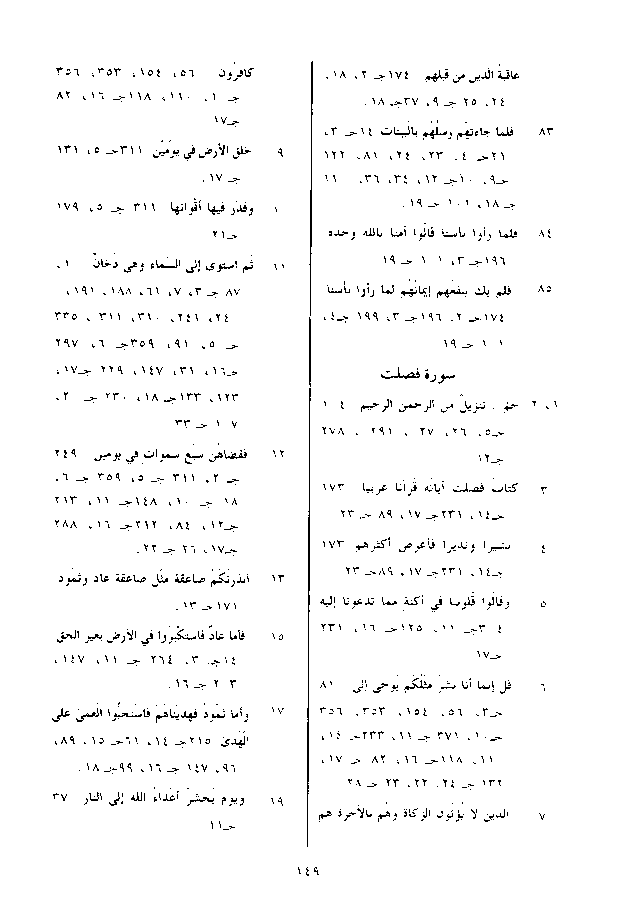 عاقبة الذين من قبلهم ١٧٤جـ ٢، ١٨،
٢٤، ٢٥ جـ ٩، ٣٧جـ ١٨.
٨٣ فلما جاءتهم رسلهم بالبينات ١٤جـ ٣،
٢١جـ ٤، ٢٣، ٢٤، ٨١، ١٢٢
جـ٩، ١٠جـ ١٢، ٣٤، ٣٦، ١١
جـ١٨، ١٠١ جـ ١٩.
٨٤ فلما رأوا بأسنا قالوا آمنا بالله وحده
١٩٦جـ ٣، ١٠١ جـ ١٩
٨٥ فلم يك ينفعهم إيمانهم لما رأوا بأسنا
١٧٤جـ ٢، ١٩٦جـ ٣، ١٩٩ جـ٤،
١٠١ جـ ١٩
سورة فصلت
١، ٢ حم . تنزيل من الرحمن الرحيم ١٠٤
جـ٥، ٢٦، ٢٧، ٢٩١، ٢٧٨
جـ١٢
٣ كتاب فصلت آياته قرآنا عربيا ١٧٣
جـ١٤، ٢٣١جـ ١٧، ٨٩ جـ ٢٣
٤ بشيرا ونذيرا فأعرض أكثرهم ١٧٣
جـ١٤، ٢٣١جـ ١٧، ٨٩جـ ٢٣
٥ وقالوا قلوبنا في أكنة مما تدعونا إليه
٣٠٤جـ ١١، ١٢٥جـ ١٦، ٢٣١
جـ١٧
٦ قل إنما أنا بشر مثلكم يوحى إلي ٨١
جـ٣، ٥٦، ١٥٤، ٣٥٣، ٣٥٦
جـ١٠، ٣٧١ جـ ١١، ٢٣٣جـ ١٤،
١١، ١١٨جـ ١٦، ٨٢ جـ ١٧،
١٣٢ جـ ٢٤، ٢٢، ٢٣ جـ ٢٨
٧ الذين لا يؤتون الزكاة وهم بالآخرة هم
كافرون ٥٦، ١٥٤، ٣٥٣، ٣٥٦
جـ ١٠، ١١٠، ١١٨جـ ١٦، ٨٢
جـ١٧
٩ خلق الأرض في يومين ٣١١جـ ٥، ١٣١
جـ ١٧.
١٠ وقدر فيها أقواتها ٣١١ جـ ٥، ١٧٩
جـ٢١
١١ ثم استوى إلى السماء وهي دخان ١،
٨٧ جـ ٣، ٧، ٦١، ١٨٨، ١٩١،
٢٤، ٢٤١، ٣١٠، ٣١١، ٣٣٥
جـ ٥، ٩١، ٣٥٩جـ ٦، ٢٩٧
جـ١٦، ٣١، ١٤٧، ٢٢٩ جـ١٧،
١٢٣، ١٣٣جـ ١٨، ٢٣٠ جـ ٢،
١٠٧ جـ ٣٣
١٢ فقضاهن سبع سموات في يومين ٢٤٩
جـ ٢، ٣١١ جـ ٥، ٣٥٩ جـ ٦،
١٨ جـ ١٠، ١٤٨جـ ١١، ٢١٣
جـ١٢، ٨٤، ٢١٢جـ ١٦، ٢٨٨
جـ١٧، ٢٦ جـ ٢٢.
١٣ أنذرتكم صاعقة مثل صاعقة عاد وثمود
١٧١جـ ١٣.
١٥ فأما عاد فاستكبروا في الأرض بغير الحق
١٤جـ ٣، ٢٦٤ جـ ١١، ١٤٧،
٢٠٣ جـ ١٦.
١٧ وأما ثمود فهديناهم فاستحبوا العمى على
الهدى ٢١٥جـ ١٤، ٦١جـ ١٥، ٨٩،
٩٦، ١٤٧ جـ ١٦، ٩٩جـ ١٨.
١٩ ويوم يحشر أعداء الله إلى النار ٣٧
جـ١١
١٤٩